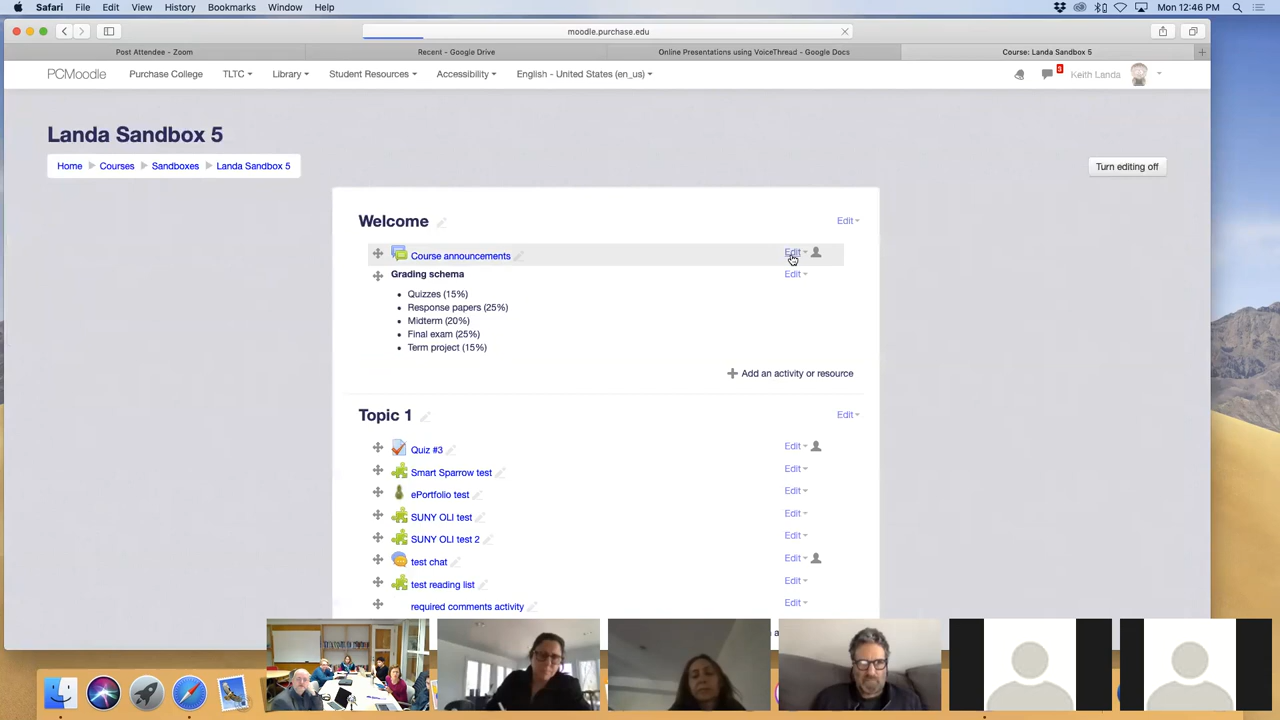 Safari File Edit View History Bookmarks Window Help Mon 12:46 PM
moodle.purchase.edu
Post Attendee - Zoom Recent - Google Drive Online Presentations using VoiceThread - Google Docs Course: Landa Sandbox 5
PCMoodle Purchase College TLTC Library Student Resources Accessibility English - United States (en_us) 5 Keith Landa
Landa Sandbox 5
Home Courses Sandboxes Landa Sandbox 5 Turn editing off
Welcome Edit
Course announcements Edit
Grading schema Edit
Quizzes (15%)
Response papers (25%)
Midterm (20%)
Final exam (25%)
Term project (15%)
Add an activity or resource
Topic 1 Edit
Quiz #3 Edit
Smart Sparrow test Edit
ePortfolio test Edit
SUNY OLI test Edit
SUNY OLI test 2 Edit
test chat Edit
test reading list Edit
required comments activity Edit